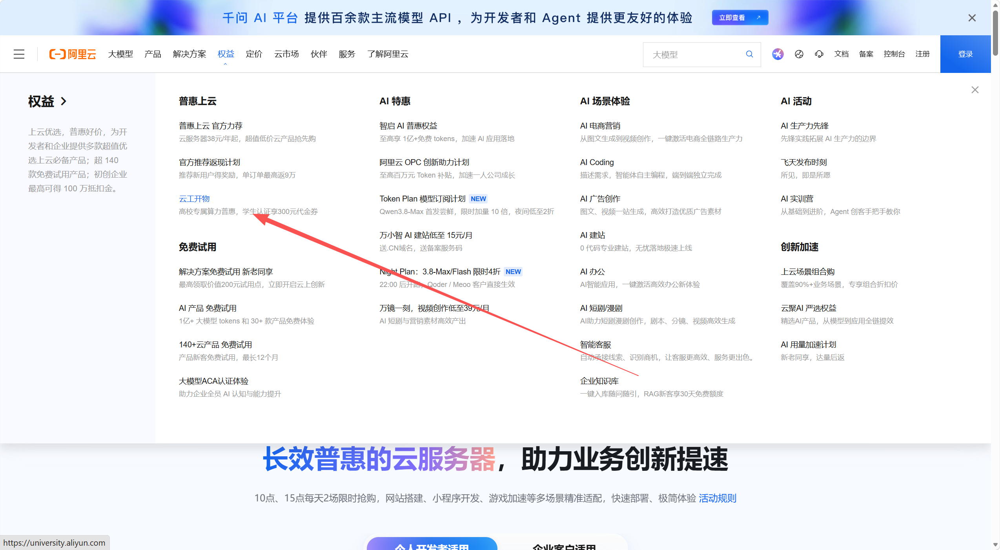 千问 AI 平台 提供百余款主流模型 API ，为开发者和 Agent 提供更友好的体验
立即查看
阿里云
大模型
产品
解决方案
权益
定价
云市场
伙伴
服务
了解阿里云
大模型
文档
备案
控制台
注册
登录
权益
上云优选，普惠好价，为开
发者和企业提供多款超值优
选上云必备产品；超 140
款免费试用产品；初创企业
最高可得 100 万抵扣金。
普惠上云
普惠上云 官方力荐
云服务器38元/年起，超值低价云产品抢先购
官方推荐返现计划
推荐新用户得奖励，单订单最高返9万
云工开物
高校专属算力普惠，学生认证享300元代金券
免费试用
解决方案免费试用 新老同享
最高领取价值200元试用点，立即开启云上创新
AI 产品 免费试用
1亿+ 大模型 tokens 和 30+ 款产品免费体验
140+云产品 免费试用
产品新客免费试用，最长12个月
大模型ACA认证体验
助力企业全员 AI 认知与能力提升
AI 特惠
智启 AI 普惠权益
至高享 1亿+免费 tokens，加速 AI 应用落地
阿里云 OPC 创新助力计划
至高百万元 Token 补贴，加速一人公司成长
Token Plan 模型订阅计划 NEW
Qwen3.8-Max 首发尝鲜，限时加量 10 倍，夜间低至2折
万小智 AI 建站低至 15元/月
送.CN域名，送备案服务码
Night Plan：3.8-Max/Flash 限时4折 NEW
22:00 后开跑，Qoder / Meoo 客户直接生效
万镜一刻，视频创作低至39元/月
AI 短剧与营销素材高效产出
AI 场景体验
AI 电商营销
从图文生成到视频创作，一键激活电商全链路生产力
AI Coding
描述需求，智能体自主编程，端到端独立完成
AI 广告创作
图文、视频一站生成，高效打造优质广告素材
AI 建站
0 代码专业建站，无忧落地极速上线
AI 办公
AI智能应用，一键激活高效办公新体验
AI 短剧/漫剧
AI助力短剧漫剧创作，剧本、分镜、视频高效生成
智能客服
自动承接线索、识别商机，让客服更高效、服务更出色。
企业知识库
一键入库随问随引，RAG新客享30天免费额度
AI 活动
AI 生产力先锋
先锋实践拓展 AI 生产力的边界
飞天发布时刻
所见，即是所愿
AI 实训营
从基础到进阶，Agent 创客手把手教你
创新加速
上云场景组合购
覆盖90%+业务场景，专享组合折扣价
云聚AI 严选权益
精选AI产品，从模型到应用全链提效
AI 用量加速计划
新老同享，达量后返
长效普惠的云服务器，助力业务创新提速
10点、15点每天2场限时抢购，网站搭建、小程序开发、游戏加速等多场景精准适配，快速部署、极简体验 活动规则
个人开发者适用
企业客户适用
https://university.aliyun.com